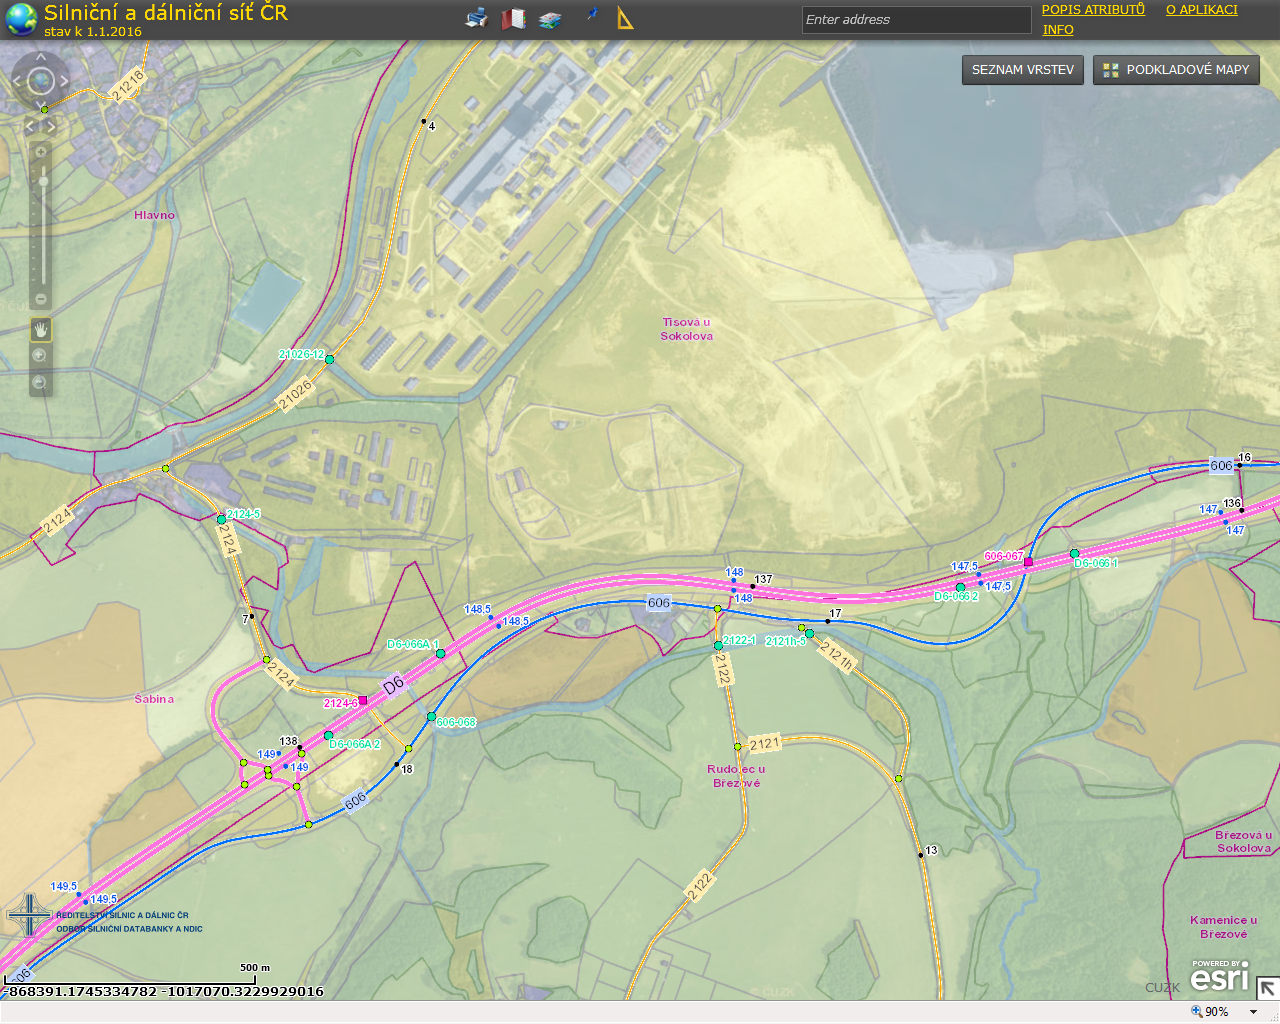 Silniční a dálniční síť ČR
stav k 1.1.2016
Enter address
POPIS ATRIBUTŮ
O APLIKACI
INFO
SEZNAM VRSTEV
PODKLADOVÉ MAPY
21218
4
Hlavno
Tisová u
Sokolova
21026-12
21026
16
606
2124
2124-5
2124
136
147
147
606-067
D6-066 1
147,5
147,5
D6-066 2
148
137
148
606
17
148,5
148,5
7
D6-066A 1
2122-1
2121h-5
2121h
2122
2124
D6
Šabina
2124-6
606-068
D6-066A 2
138
149
149
18
606
2121
Rudolec u
Březové
Březová u
Sokolova
13
2122
149,5
149,5
ŘEDITELSTVÍ SILNIC A DÁLNIC ČR
ODBOR SILNIČNÍ DATABANKY A NDIC
Kamenice u
Březové
606
500 m
-868391.1745334782 -1017070.3229929016
POWERED BY
esri
CUZK
© ČÚZK
90%